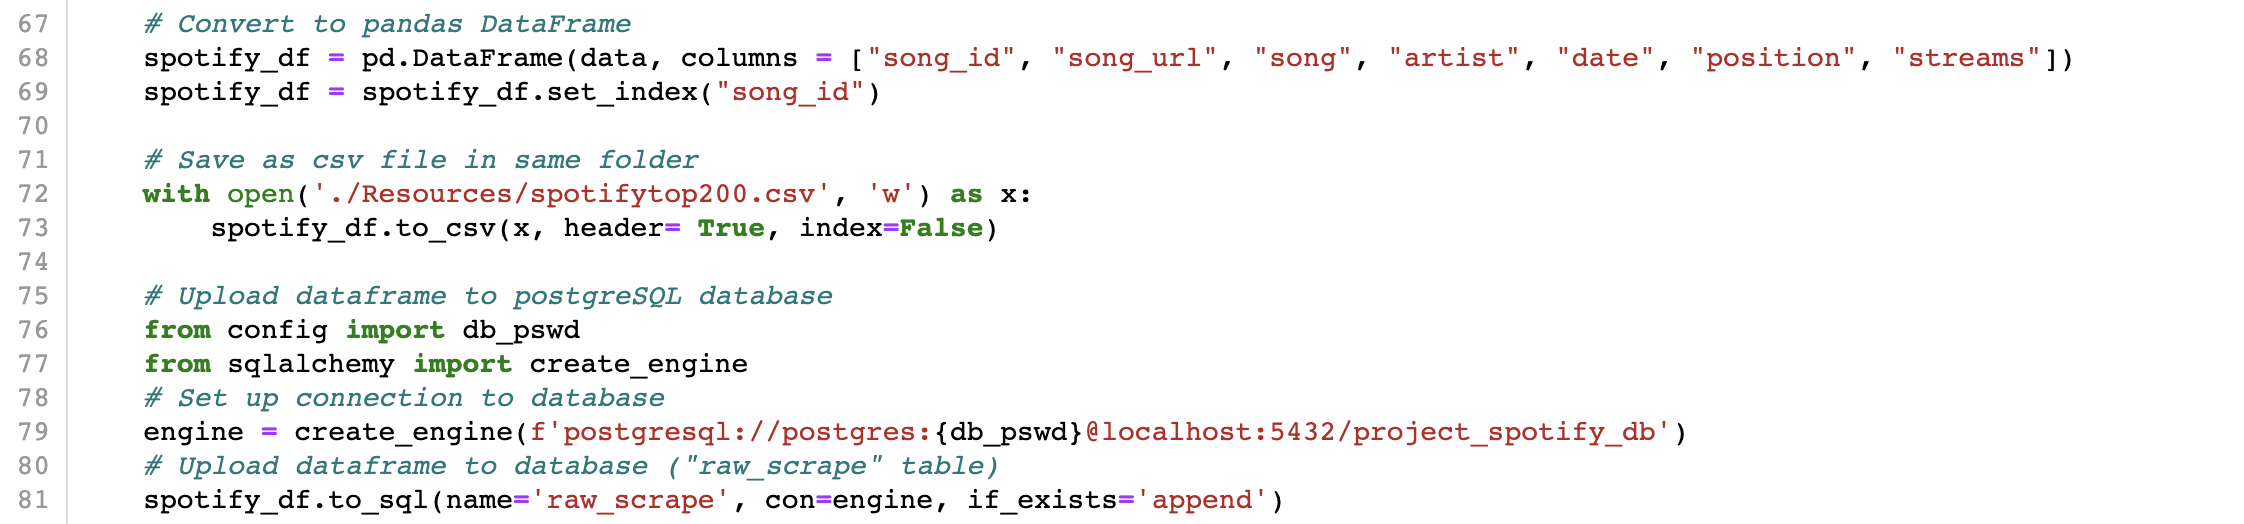 67 # Convert to pandas DataFrame
68 spotify_df = pd.DataFrame(data, columns = ["song_id", "song_url", "song", "artist", "date", "position", "streams"])
69 spotify_df = spotify_df.set_index("song_id")
70
71 # Save as csv file in same folder
72 with open('./Resources/spotifytop200.csv', 'w') as x:
73     spotify_df.to_csv(x, header= True, index=False)
74
75 # Upload dataframe to postgreSQL database
76 from config import db_pswd
77 from sqlalchemy import create_engine
78 # Set up connection to database
79 engine = create_engine(f'postgresql://postgres:{db_pswd}@localhost:5432/project_spotify_db')
80 # Upload dataframe to database ("raw_scrape" table)
81 spotify_df.to_sql(name='raw_scrape', con=engine, if_exists='append')